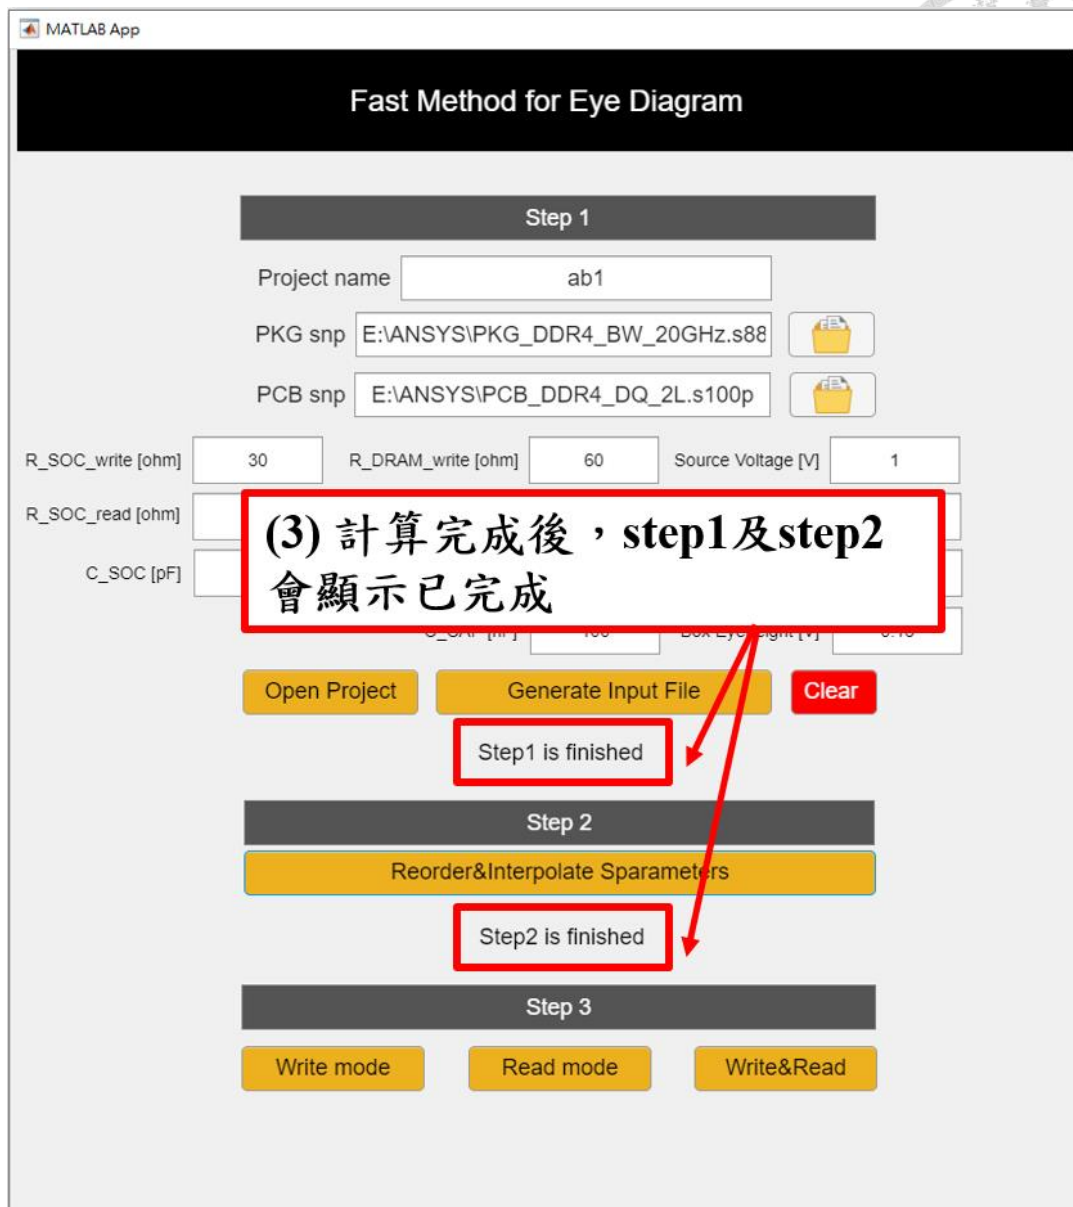 MATLAB App
Fast Method for Eye Diagram
Step 1
Project name ab1
PKG snp E:\ANSYS\PKG_DDR4_BW_20GHz.s88
PCB snp E:\ANSYS\PCB_DDR4_DQ_2L.s100p
R_SOC_write [ohm] 30 R_DRAM_write [ohm] 60 Source Voltage [V] 1
R_SOC_read [ohm]
C_SOC [pF]
(3) 計算完成後，step1及step2
會顯示已完成
Open Project Generate Input File Clear
Step1 is finished
Step 2
Reorder&Interpolate Sparameters
Step2 is finished
Step 3
Write mode Read mode Write&Read